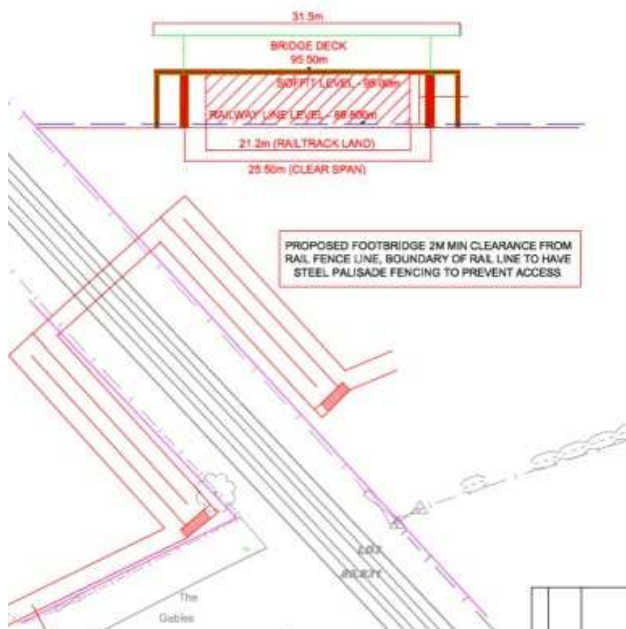 31.5m
BRIDGE DECK
95.50m
SOFFIT LEVEL -
RAILWAY LINE LEVEL -
21.2m (RAILTRACK LAND)
25.50m (CLEAR SPAN)
PROPOSED FOOTBRIDGE 2M MIN CLEARANCE FROM
RAIL FENCE LINE, BOUNDARY OF RAIL LINE TO HAVE
STEEL PALISADE FENCING TO PREVENT ACCESS
The
Gables